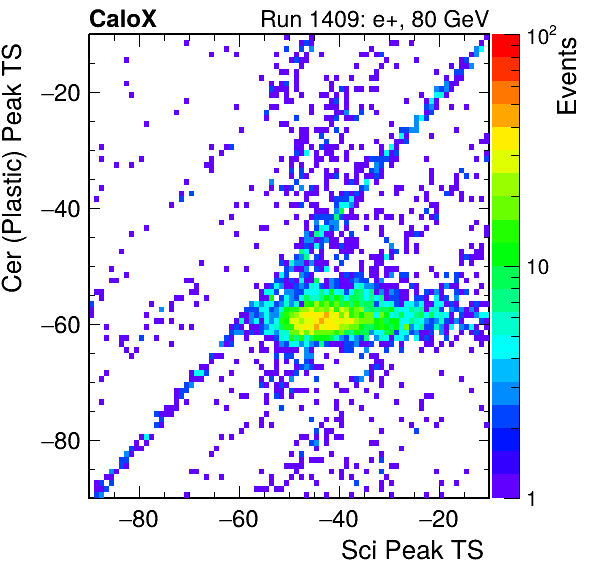 CaloX Run 1409: e+, 80 GeV
Cer (Plastic) Peak TS
−20
−40
−60
−80
−80 −60 −40 −20
Sci Peak TS
10²
10
1
Events